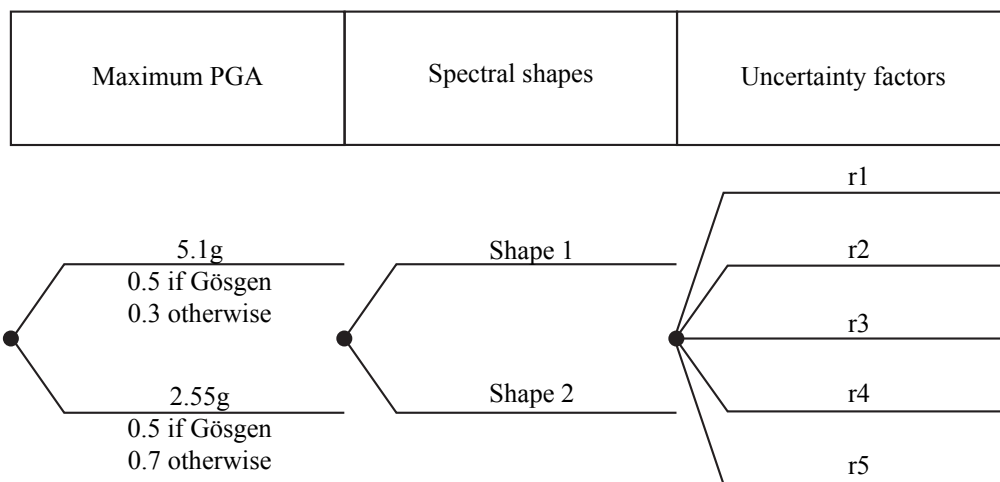 Maximum PGA
Spectral shapes
Uncertainty factors
5.1g
0.5 if Gösgen
0.3 otherwise
2.55g
0.5 if Gösgen
0.7 otherwise
Shape 1
Shape 2
r1
r2
r3
r4
r5